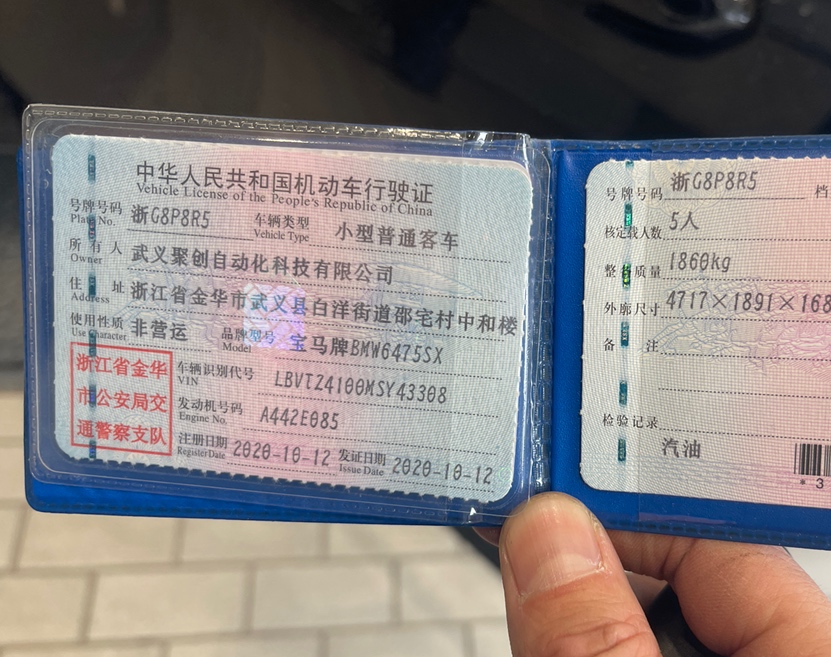 中华人民共和国机动车行驶证
Vehicle License of the People's Republic of China
号牌号码 浙G8P8R5 车辆类型 小型普通客车
Plate No. Vehicle Type
所有人 武义聚创自动化科技有限公司
Owner
住址 浙江省金华市武义县白洋街道邵宅村中和楼
Address
使用性质 非营运 品牌型号 宝马牌BMW6475SX
Use Character Model
浙江省金华
市公安局交
通警察支队
车辆识别代号 LBVTZ4100MSY43308
VIN
发动机号码 A442E085
Engine No.
注册日期 2020-10-12 发证日期 2020-10-12
Register Date Issue Date
号牌号码 浙G8P8R5 档
核定载人数 5人
整备质量 1860kg
外廓尺寸 4717×1891×168
备注
检验记录
汽油
*3